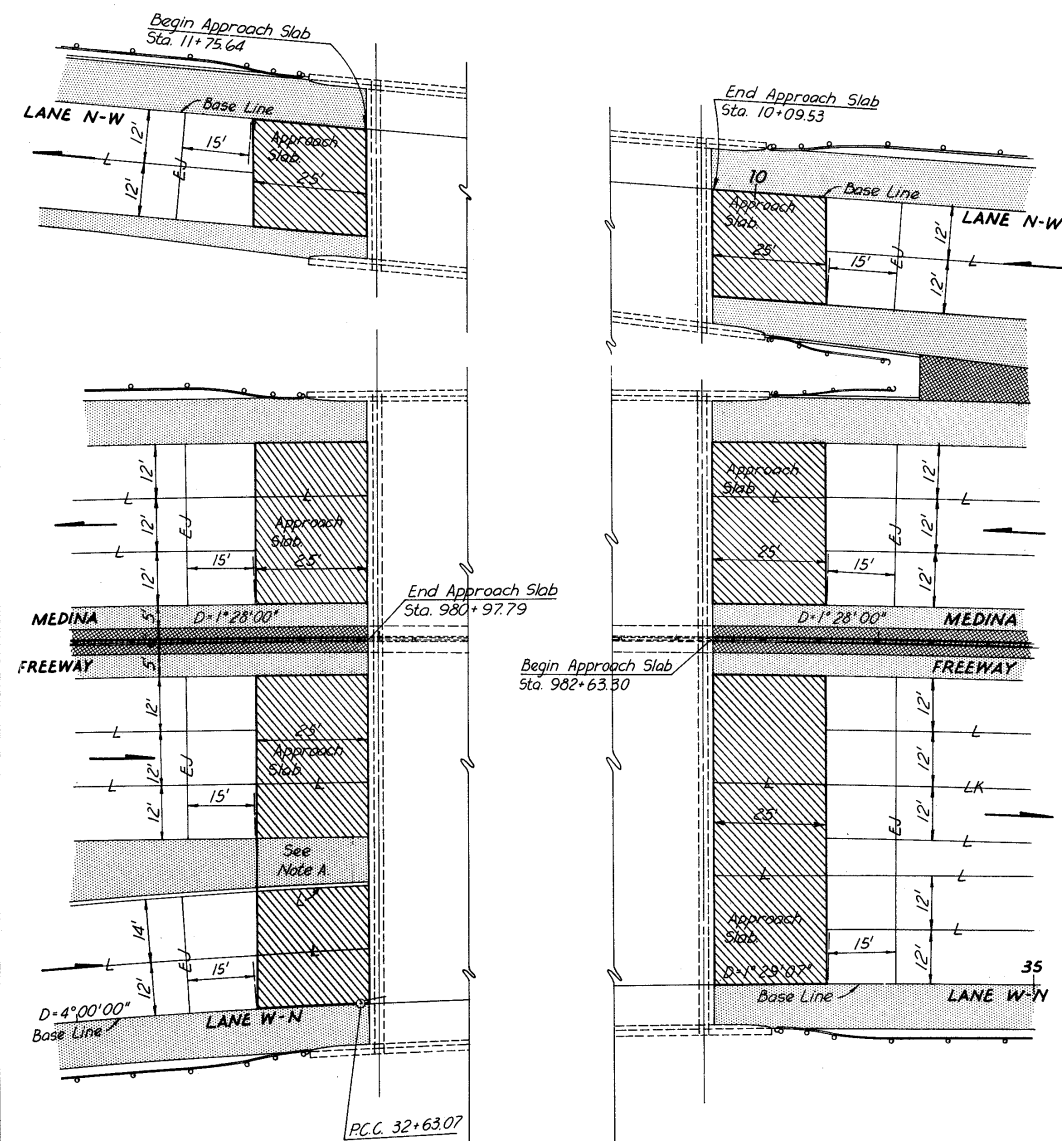 Begin Approach Slab
Sta. 11+75.64
LANE N-W
Base Line
12'
12'
15'
EJ
L
Approach
Slab
25'
End Approach Slab
Sta. 10+09.53
10
Approach
Slab
25'
Base Line
15'
EJ
12'
12'
L
LANE N-W
12'
12'
12'
L
L
EJ
15'
L
Approach
Slab
25'
Approach
Slab
L
25'
15'
EJ
12'
12'
12'
L
L
MEDINA
5'
D=1°28'00"
FREEWAY
5'
End Approach Slab
Sta. 980+97.79
Begin Approach Slab
Sta. 982+63.30
D=1°28'00"
MEDINA
FREEWAY
12'
12'
12'
L
L
EJ
15'
25'
Approach
Slab
L
See
Note A
L
L
14'
12'
L
EJ
15'
D=4°00'00"
Base Line
LANE W-N
P.C.C. 32+63.07
L
25'
L
Approach
Slab
D=1°29'07"
15'
EJ
12'
12'
12'
L
LK
L
L
12'
12'
L
Base Line
35
LANE W-N